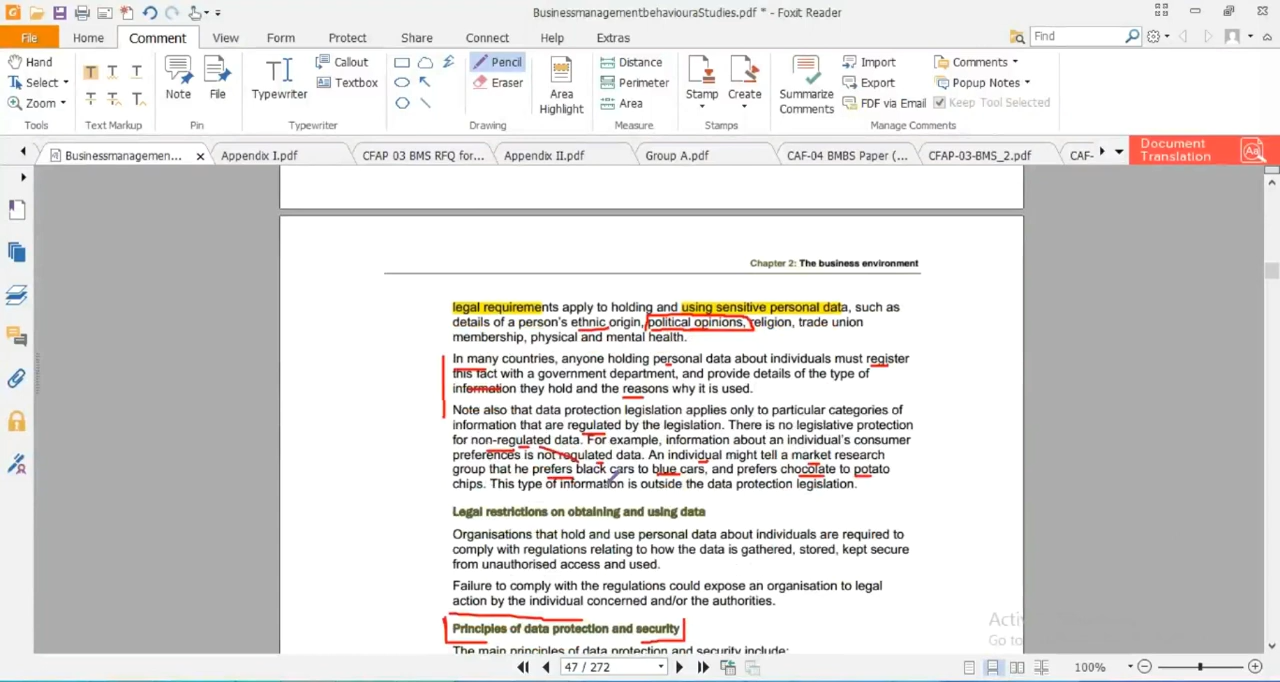 BusinessmanagementbehaviouraStudies.pdf * - Foxit Reader
File Home Comment View Form Protect Share Connect Help Extras
Find
Hand
Select
Zoom
Tools
Text Markup
Note
File
Pin
Typewriter
Callout
Textbox
Typewriter
Pencil
Eraser
Area
Highlight
Drawing
Distance
Perimeter
Area
Measure
Stamp
Create
Stamps
Summarize
Comments
Import
Export
FDF via Email
Comments
Popup Notes
Keep Tool Selected
Manage Comments
Businessmanagemen... Appendix I.pdf CFAP 03 BMS RFQ for... Appendix II.pdf Group A.pdf CAF-04 BMBS Paper (... CFAP-03-BMS_2.pdf CAF-
Document
Translation
Chapter 2: The business environment
legal requirements apply to holding and using sensitive personal data, such as
details of a person's ethnic origin, political opinions, religion, trade union
membership, physical and mental health.
In many countries, anyone holding personal data about individuals must register
this fact with a government department, and provide details of the type of
information they hold and the reasons why it is used.
Note also that data protection legislation applies only to particular categories of
information that are regulated by the legislation. There is no legislative protection
for non-regulated data. For example, information about an individual's consumer
preferences is not regulated data. An individual might tell a market research
group that he prefers black cars to blue cars, and prefers chocolate to potato
chips. This type of information is outside the data protection legislation.
Legal restrictions on obtaining and using data
Organisations that hold and use personal data about individuals are required to
comply with regulations relating to how the data is gathered, stored, kept secure
from unauthorised access and used.
Failure to comply with the regulations could expose an organisation to legal
action by the individual concerned and/or the authorities.
Principles of data protection and security
The main principles of data protection and security include:
Go to
47 / 272
100%